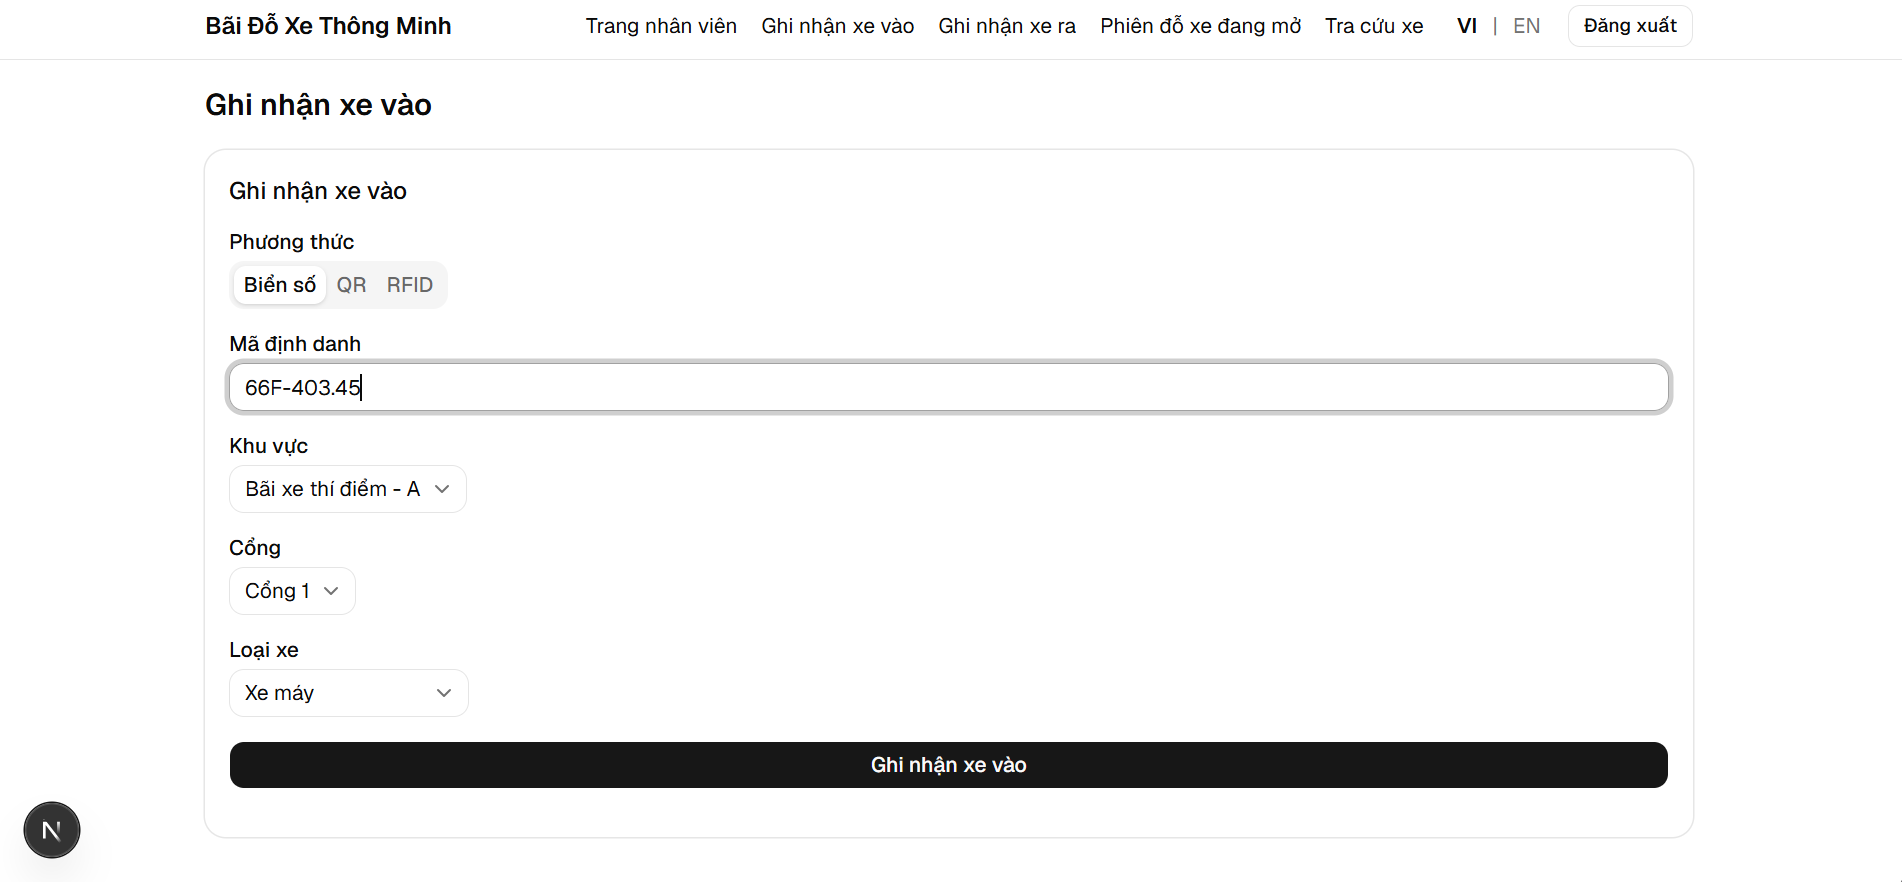 Bãi Đỗ Xe Thông Minh Trang nhân viên Ghi nhận xe vào Ghi nhận xe ra Phiên đỗ xe đang mở Tra cứu xe VI | EN Đăng xuất
Ghi nhận xe vào
Ghi nhận xe vào
Phương thức
Biển số QR RFID
Mã định danh
66F-403.45
Khu vực
Bãi xe thí điểm - A
Cổng
Cổng 1
Loại xe
Xe máy
Ghi nhận xe vào
N